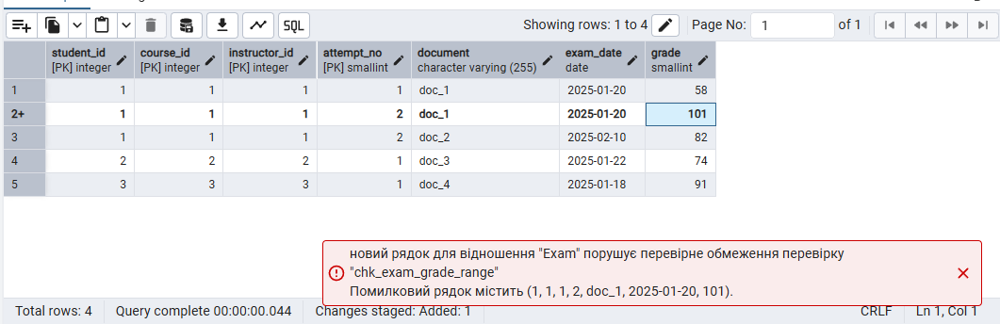 SQL
Showing rows: 1 to 4 Page No: 1 of 1
student_id course_id instructor_id attempt_no document exam_date grade
[PK] integer [PK] integer [PK] integer [PK] smallint character varying (255) date smallint
1 1 1 1 1 doc_1 2025-01-20 58
2+ 1 1 1 2 doc_1 2025-01-20 101
3 1 1 1 2 doc_2 2025-02-10 82
4 2 2 2 1 doc_3 2025-01-22 74
5 3 3 3 1 doc_4 2025-01-18 91
новий рядок для відношення "Exam" порушує перевірне обмеження перевірку
"chk_exam_grade_range"
Помилковий рядок містить (1, 1, 1, 2, doc_1, 2025-01-20, 101).
Total rows: 4 Query complete 00:00:00.044 Changes staged: Added: 1 CRLF Ln 1, Col 1